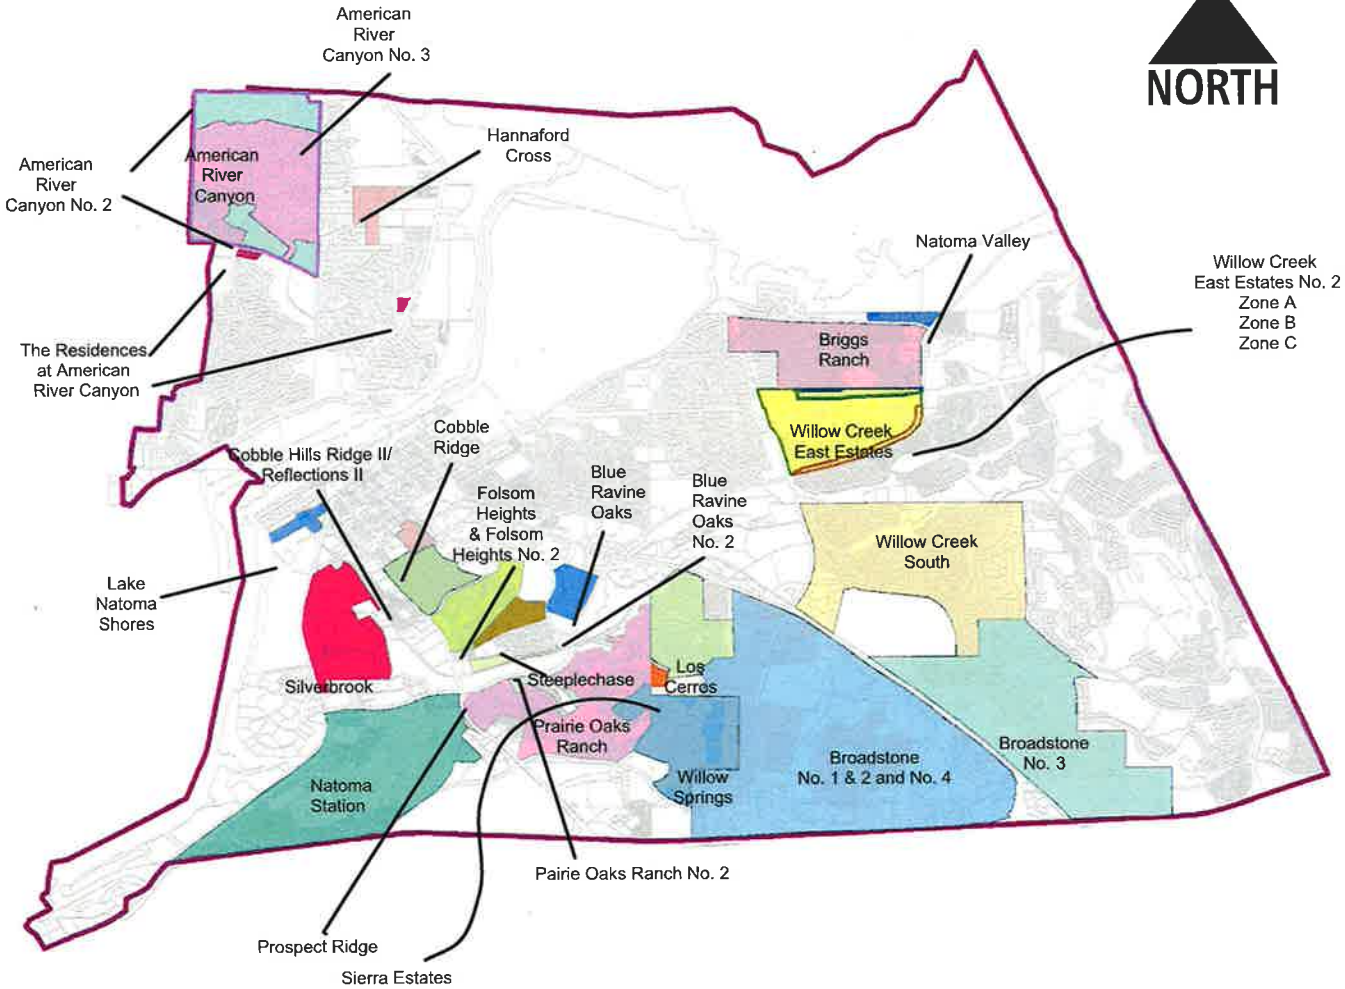 American
River
Canyon No. 3
NORTH
Hannaford
Cross
American
River
Canyon No. 2
American
River
Canyon
Natoma Valley
Willow Creek
East Estates No. 2
Zone A
Zone B
Zone C
The Residences
at American
River Canyon
Briggs
Ranch
Willow Creek
East Estates
Cobble
Ridge
Cobble Hills Ridge II/
Reflections II
Folsom
Heights
& Folsom
Heights No. 2
Blue
Ravine
Oaks
Blue
Ravine
Oaks
No. 2
Willow Creek
South
Lake
Natoma
Shores
Silverbrook
Steeplechase
Los
Cerros
Prairie Oaks
Ranch
Natoma
Station
Willow
Springs
Broadstone
No. 1 & 2 and No. 4
Broadstone
No. 3
Pairie Oaks Ranch No. 2
Prospect Ridge
Sierra Estates